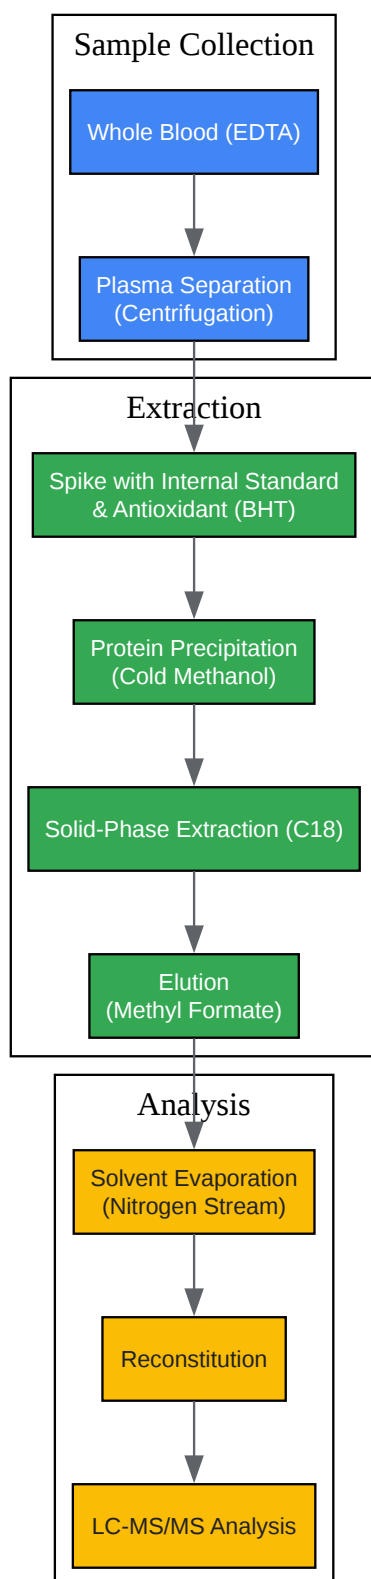 Sample Collection
Whole Blood (EDTA)
Plasma Separation
(Centrifugation)
Extraction
Spike with Internal Standard
& Antioxidant (BHT)
Protein Precipitation
(Cold Methanol)
Solid-Phase Extraction (C18)
Elution
(Methyl Formate)
Analysis
Solvent Evaporation
(Nitrogen Stream)
Reconstitution
LC-MS/MS Analysis